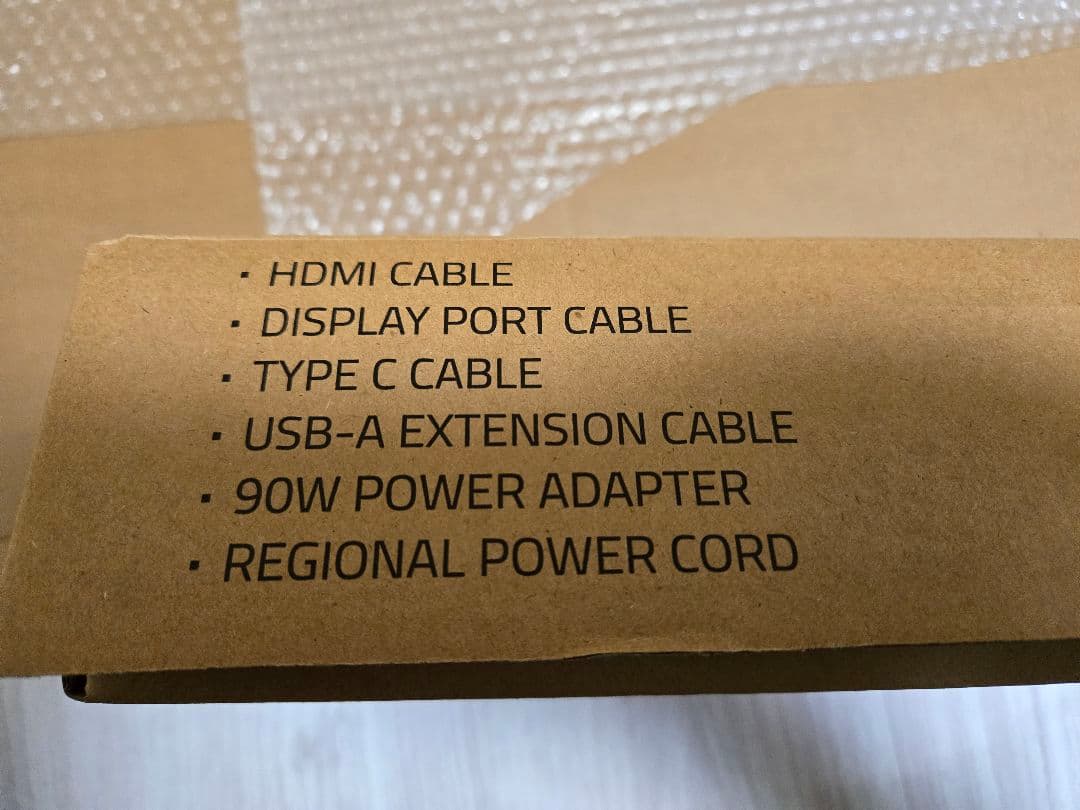 · HDMI CABLE
· DISPLAY PORT CABLE
· TYPE C CABLE
· USB-A EXTENSION CABLE
· 90W POWER ADAPTER
· REGIONAL POWER CORD